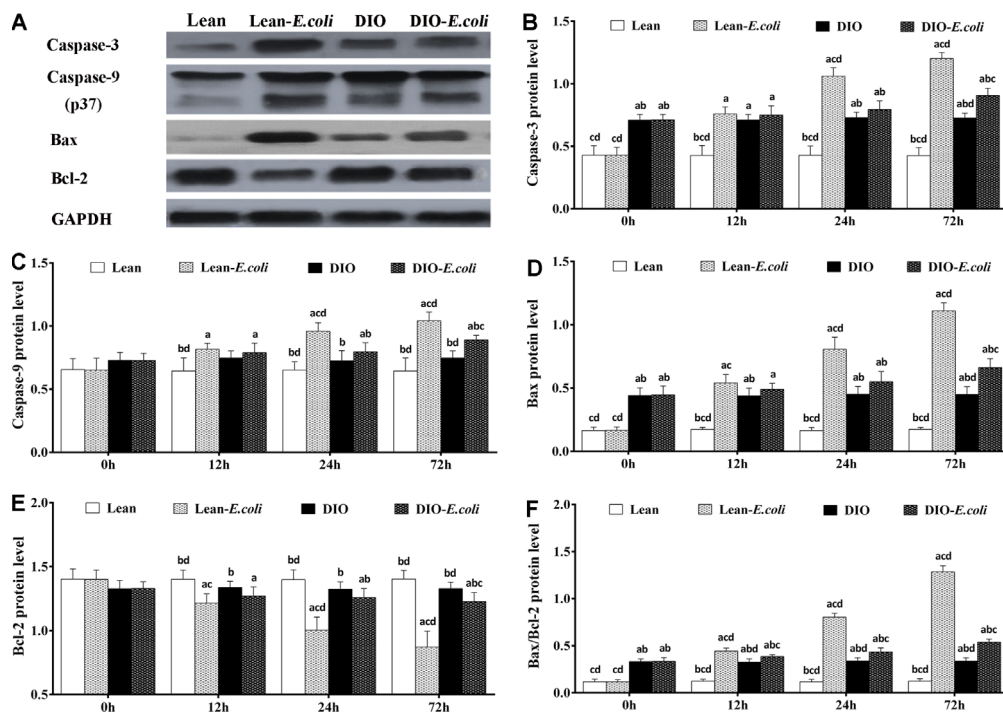 A
Lean Lean-E.coli DIO DIO-E.coli
Caspase-3
Caspase-9
(p37)
Bax
Bcl-2
GAPDH
B
Lean Lean-E.coli DIO DIO-E.coli
Caspase-3 protein level
1.5
1.0
0.5
0.0
cd cd ab ab
bcd a a a
bcd acd ab ab
bcd acd abd abc
0h 12h 24h 72h
C
Lean Lean-E.coli DIO DIO-E.coli
Caspase-9 protein level
1.5
1.0
0.5
0.0
bd a a
bd acd b ab
bd acd bd abc
0h 12h 24h 72h
D
Lean Lean-E.coli DIO DIO-E.coli
Bax protein level
1.5
1.0
0.5
0.0
cd cd ab ab
bcd ac ab a
bcd acd ab ab
bcd acd abd abc
0h 12h 24h 72h
E
Lean Lean-E.coli DIO DIO-E.coli
Bcl-2 protein level
2.0
1.5
1.0
0.5
bd ac b a
bd acd b ab
bd acd bd abc
0h 12h 24h 72h
F
Lean Lean-E.coli DIO DIO-E.coli
Bax/Bcl-2 protein level
2.0
1.5
1.0
0.5
0.0
cd cd ab ab
bcd acd ab abc
bcd acd abd abc
bcd acd abd abc
0h 12h 24h 72h